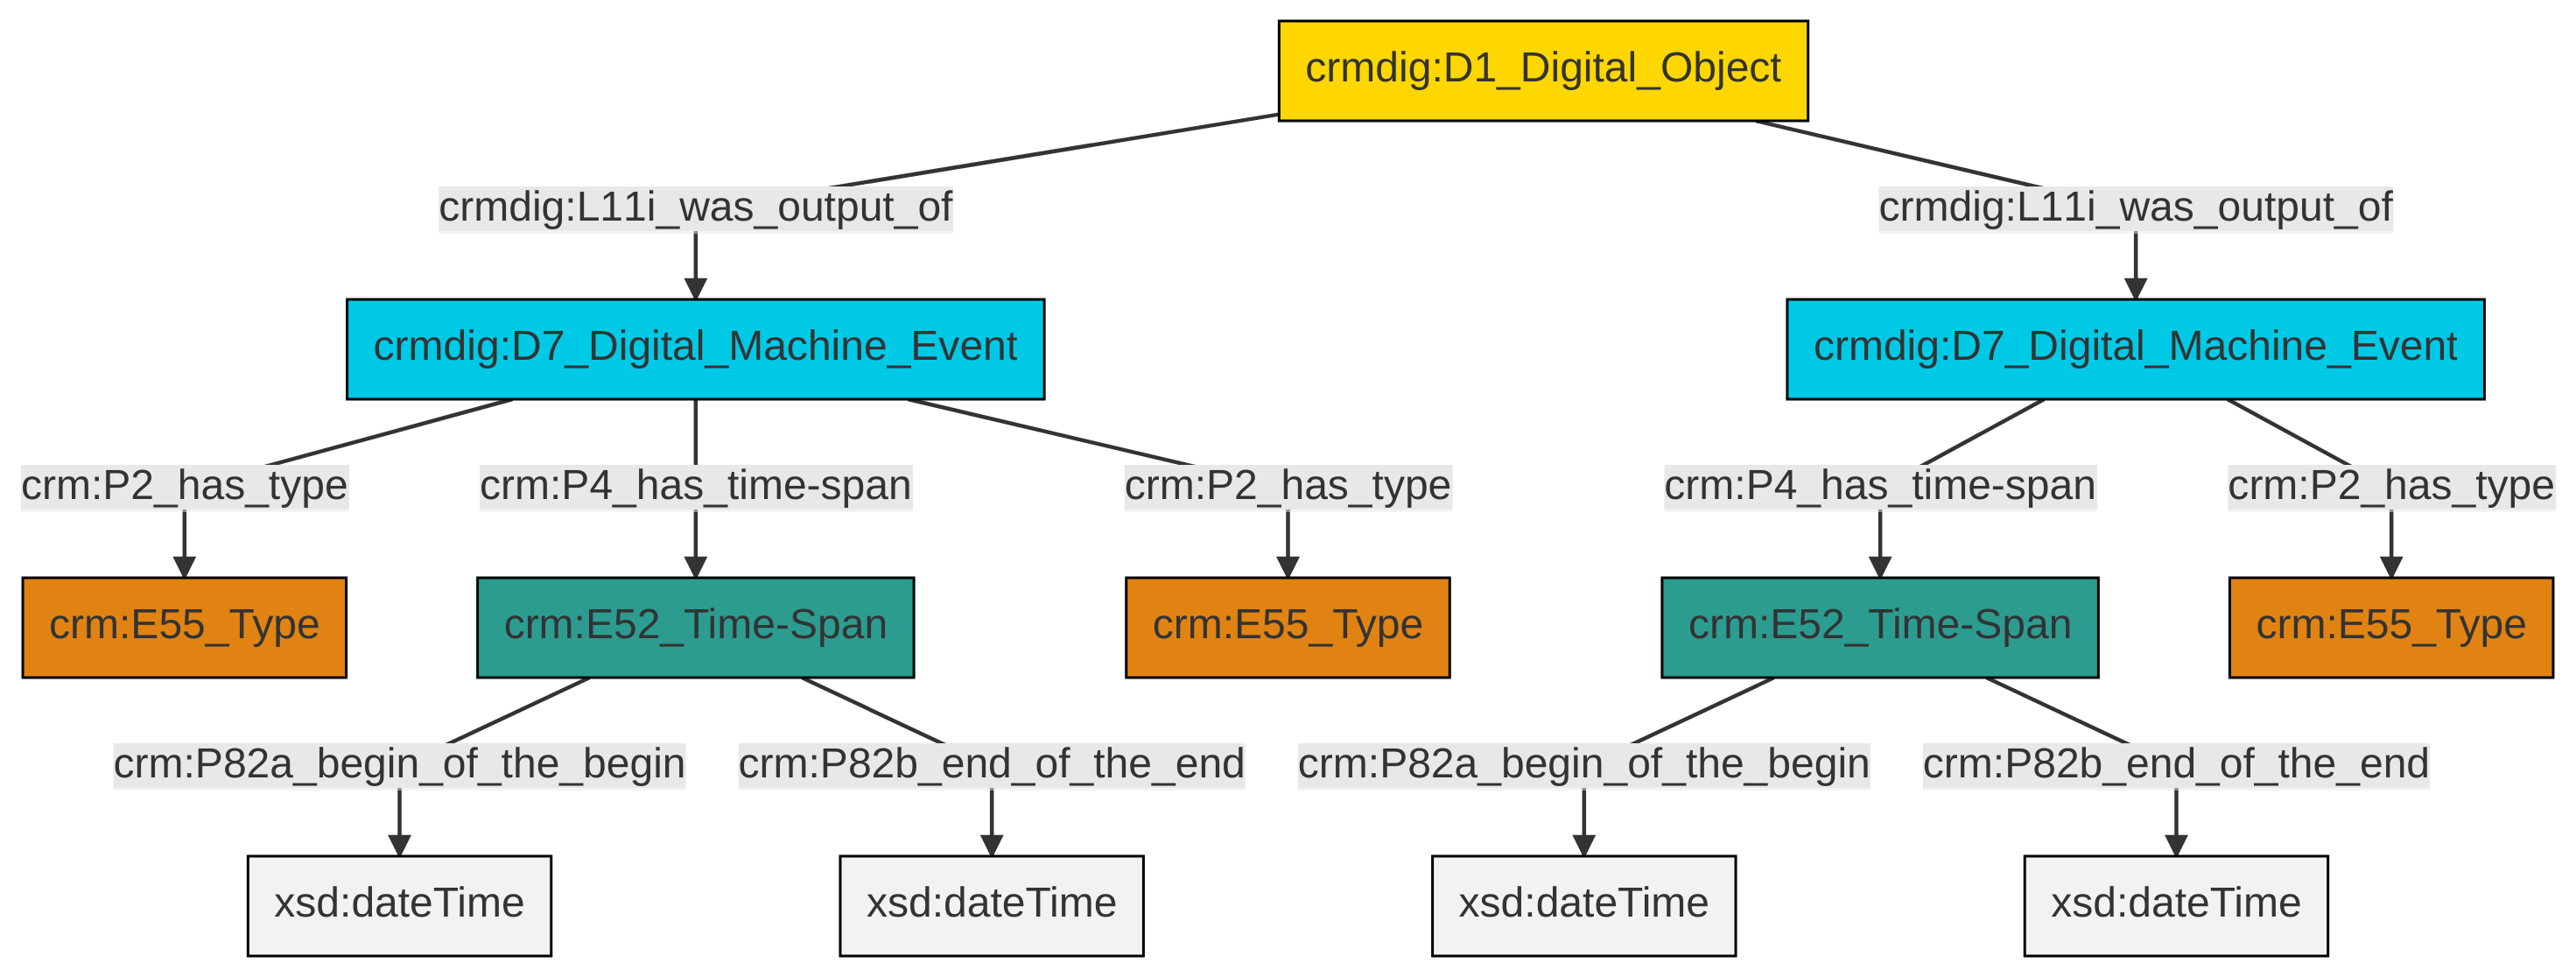 crmdig:D1_Digital_Object
crmdig:L11i_was_output_of
crmdig:L11i_was_output_of
crmdig:D7_Digital_Machine_Event
crmdig:D7_Digital_Machine_Event
crm:P2_has_type
crm:P4_has_time-span
crm:P2_has_type
crm:P4_has_time-span
crm:P2_has_type
crm:E55_Type
crm:E52_Time-Span
crm:E55_Type
crm:E52_Time-Span
crm:E55_Type
crm:P82a_begin_of_the_begin
crm:P82b_end_of_the_end
crm:P82a_begin_of_the_begin
crm:P82b_end_of_the_end
xsd:dateTime
xsd:dateTime
xsd:dateTime
xsd:dateTime